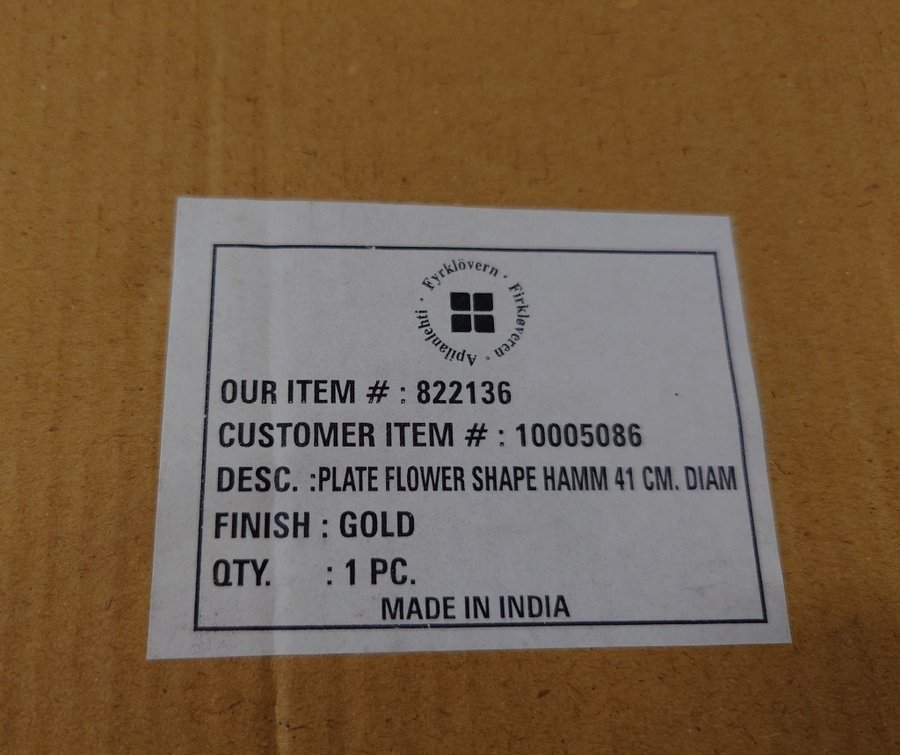 Fyrklövern · Firkløveren · Apilanlehti ·
OUR ITEM # : 822136
CUSTOMER ITEM # : 10005086
DESC. :PLATE FLOWER SHAPE HAMM 41 CM. DIAM
FINISH : GOLD
QTY. : 1 PC.
MADE IN INDIA